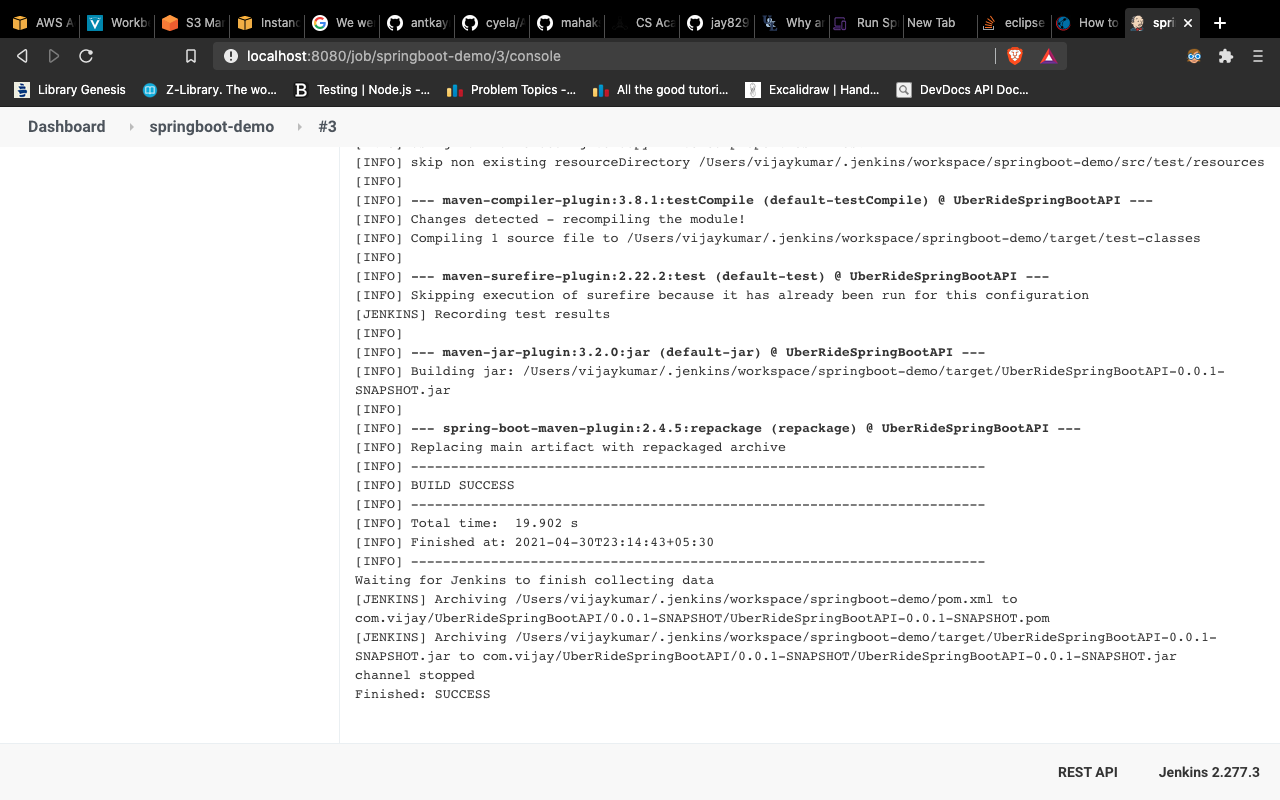 AWS A
Workb
S3 Ma
Instanc
We we
antkay
cyela/
mahak
CS Aca
jay829
Why a
Run Sp
New Tab
eclipse
How to
spri
localhost:8080/job/springboot-demo/3/console
Library Genesis
Z-Library. The wo...
Testing | Node.js -...
Problem Topics -...
All the good tutori...
Excalidraw | Hand...
DevDocs API Doc...
Dashboard
springboot-demo
#3
[INFO] skip non existing resourceDirectory /Users/vijaykumar/.jenkins/workspace/springboot-demo/src/test/resources
[INFO]
[INFO] --- maven-compiler-plugin:3.8.1:testCompile (default-testCompile) @ UberRideSpringBootAPI ---
[INFO] Changes detected - recompiling the module!
[INFO] Compiling 1 source file to /Users/vijaykumar/.jenkins/workspace/springboot-demo/target/test-classes
[INFO]
[INFO] --- maven-surefire-plugin:2.22.2:test (default-test) @ UberRideSpringBootAPI ---
[INFO] Skipping execution of surefire because it has already been run for this configuration
[JENKINS] Recording test results
[INFO]
[INFO] --- maven-jar-plugin:3.2.0:jar (default-jar) @ UberRideSpringBootAPI ---
[INFO] Building jar: /Users/vijaykumar/.jenkins/workspace/springboot-demo/target/UberRideSpringBootAPI-0.0.1-
SNAPSHOT.jar
[INFO]
[INFO] --- spring-boot-maven-plugin:2.4.5:repackage (repackage) @ UberRideSpringBootAPI ---
[INFO] Replacing main artifact with repackaged archive
[INFO] ------------------------------------------------------------------------
[INFO] BUILD SUCCESS
[INFO] ------------------------------------------------------------------------
[INFO] Total time:  19.902 s
[INFO] Finished at: 2021-04-30T23:14:43+05:30
[INFO] ------------------------------------------------------------------------
Waiting for Jenkins to finish collecting data
[JENKINS] Archiving /Users/vijaykumar/.jenkins/workspace/springboot-demo/pom.xml to
com.vijay/UberRideSpringBootAPI/0.0.1-SNAPSHOT/UberRideSpringBootAPI-0.0.1-SNAPSHOT.pom
[JENKINS] Archiving /Users/vijaykumar/.jenkins/workspace/springboot-demo/target/UberRideSpringBootAPI-0.0.1-
SNAPSHOT.jar to com.vijay/UberRideSpringBootAPI/0.0.1-SNAPSHOT/UberRideSpringBootAPI-0.0.1-SNAPSHOT.jar
channel stopped
Finished: SUCCESS
REST API
Jenkins 2.277.3